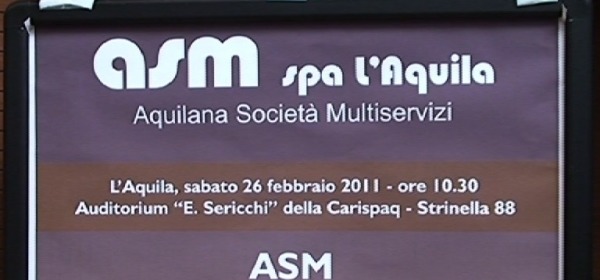 asm spa L'Aquila
Aquilana Società Multiservizi
L'Aquila, sabato 26 febbraio 2011 - ore 10.30
Auditorium "E. Sericchi" della Carispaq - Strinella 88
ASM